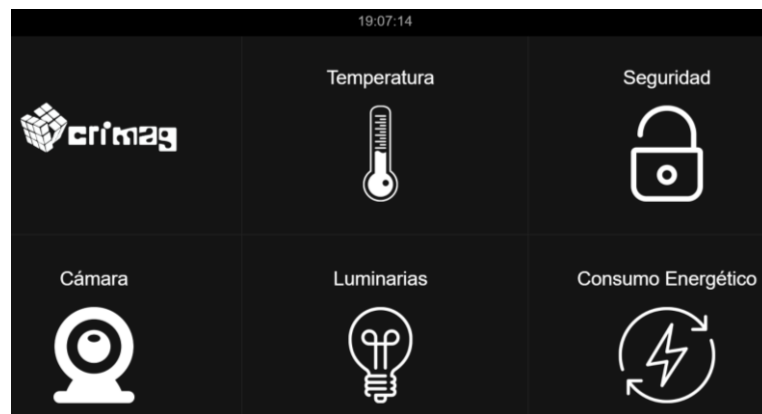 19:07:14
Temperatura
Seguridad
crimag
Cámara
Luminarias
Consumo Energético